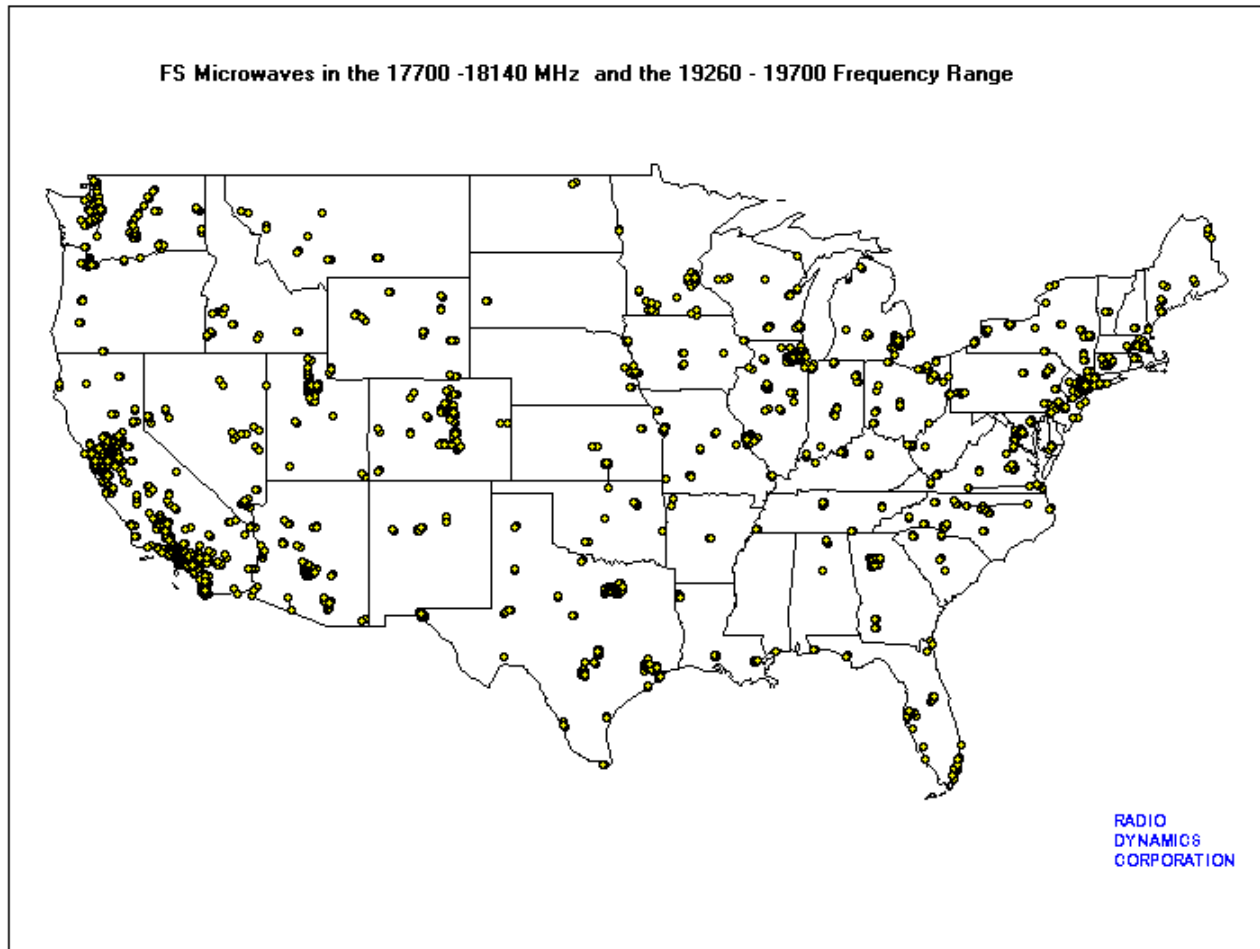 FS Microwaves in the 17700 -18140 MHz and the 19260 - 19700 Frequency Range
RADIO
DYNAMICS
CORPORATION